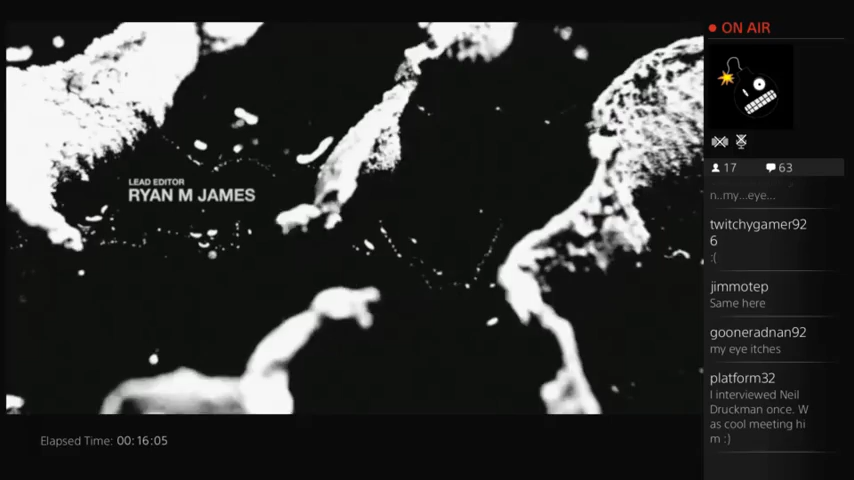 ON AIR
17 63
n..my...eye...
twitchygamer92
6
:(
jimmotep
Same here
gooneradnan92
my eye itches
platform32
I interviewed Neil
Druckman once. W
as cool meeting hi
m :)
LEAD EDITOR
RYAN M JAMES
Elapsed Time: 00:16:05